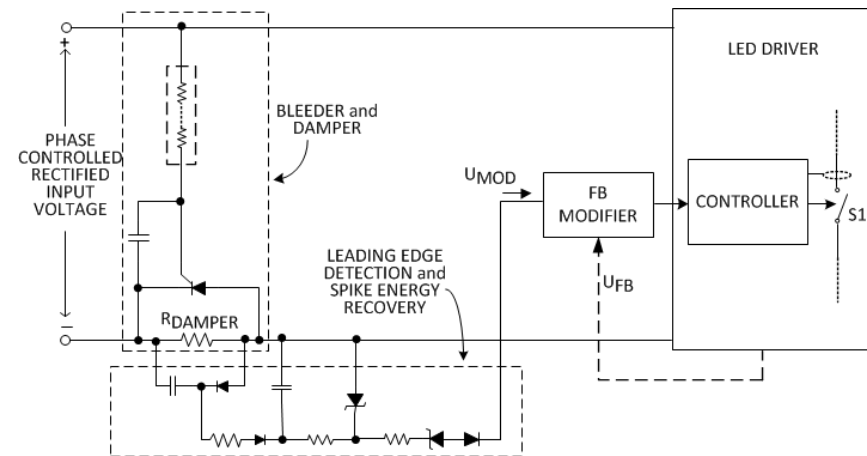 +
PHASE
CONTROLLED
RECTIFIED
INPUT
VOLTAGE
−
BLEEDER and
DAMPER
RDAMPER
LEADING EDGE
DETECTION and
SPIKE ENERGY
RECOVERY
UMOD
FB
MODIFIER
UFB
LED DRIVER
CONTROLLER
S1